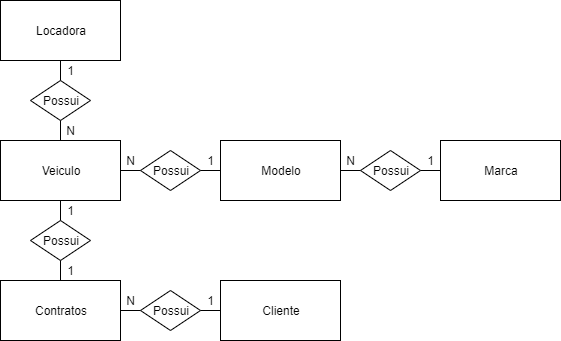 Locadora
1
Possui
N
Veiculo
N
Possui
1
Modelo
N
Possui
1
Marca
1
Possui
1
Contratos
N
Possui
1
Cliente